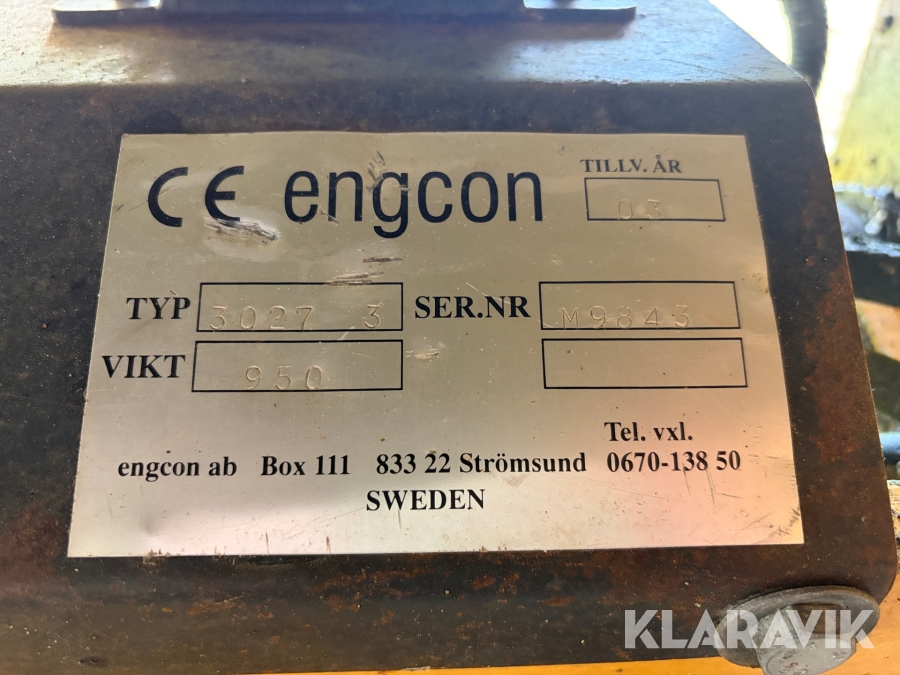 CE engcon TILLV. ÅR
03
TYP 3027 3 SER.NR M9843
VIKT 950
Tel. vxl.
engcon ab Box 111 833 22 Strömsund 0670-138 50
SWEDEN
KLARAVIK